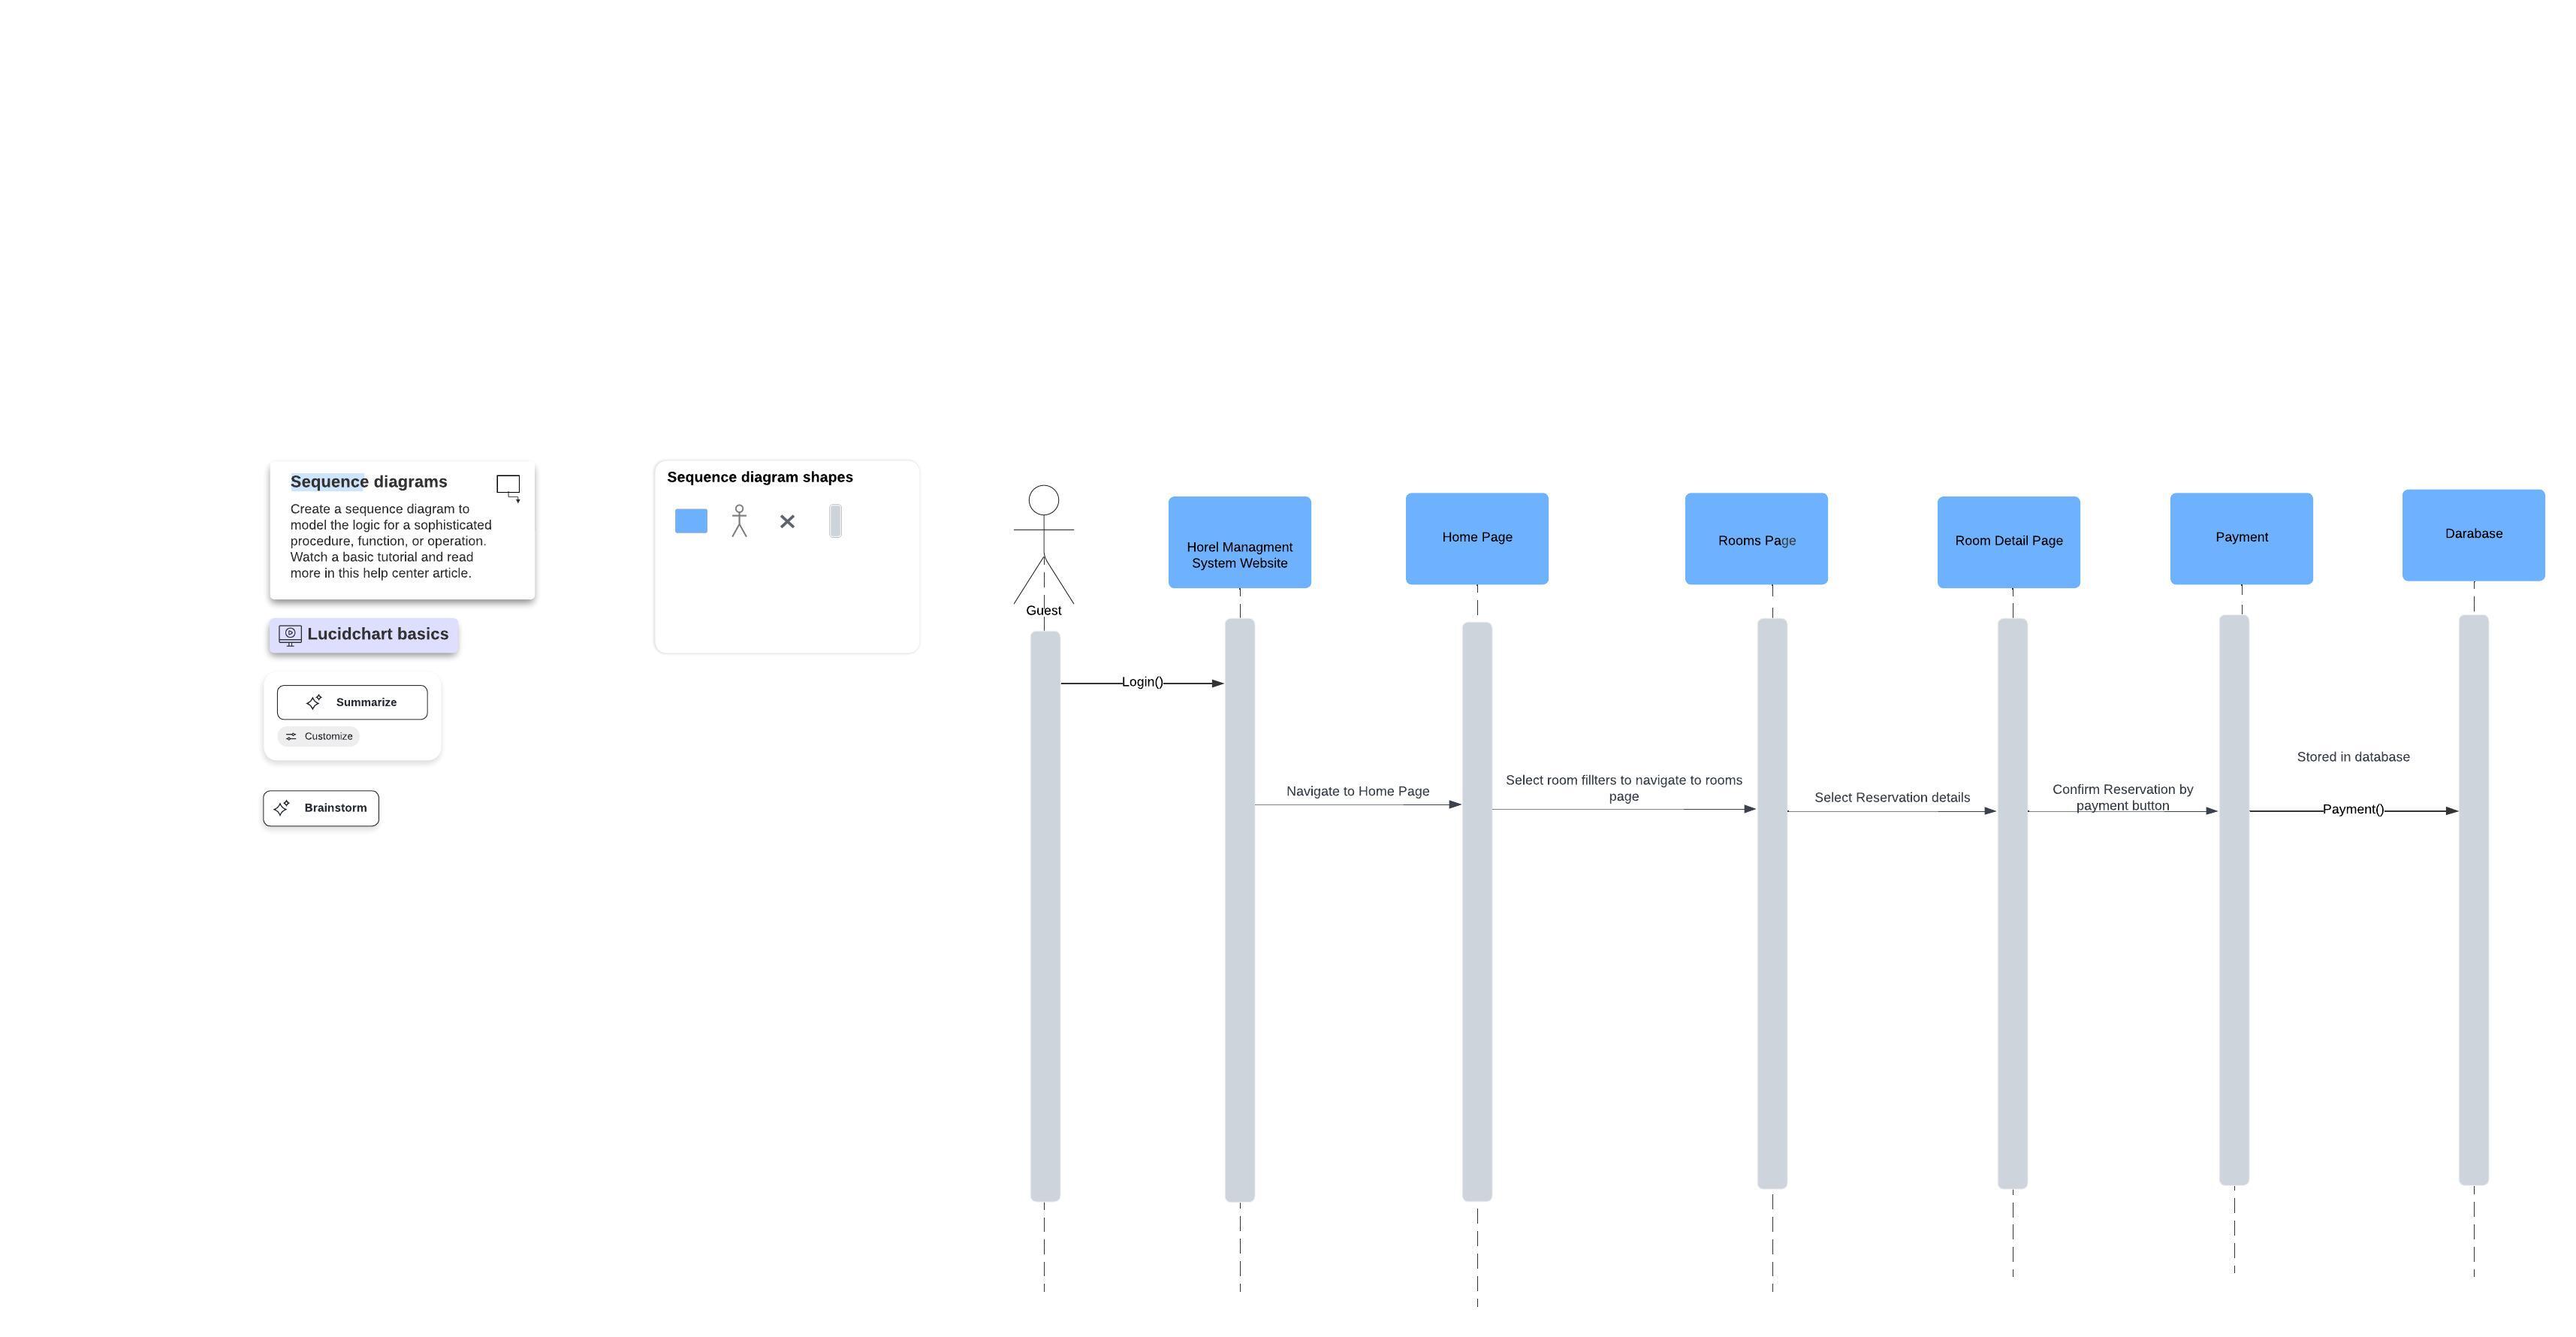 Sequence diagrams
Create a sequence diagram to
model the logic for a sophisticated
procedure, function, or operation.
Watch a basic tutorial and read
more in this help center article.
Lucidchart basics
Summarize
Customize
Brainstorm
Sequence diagram shapes
Guest
Horel Managment
System Website
Home Page
Rooms Page
Room Detail Page
Payment
Darabase
Login()
Navigate to Home Page
Select room fillters to navigate to rooms
page
Select Reservation details
Confirm Reservation by
payment button
Stored in database
Payment()